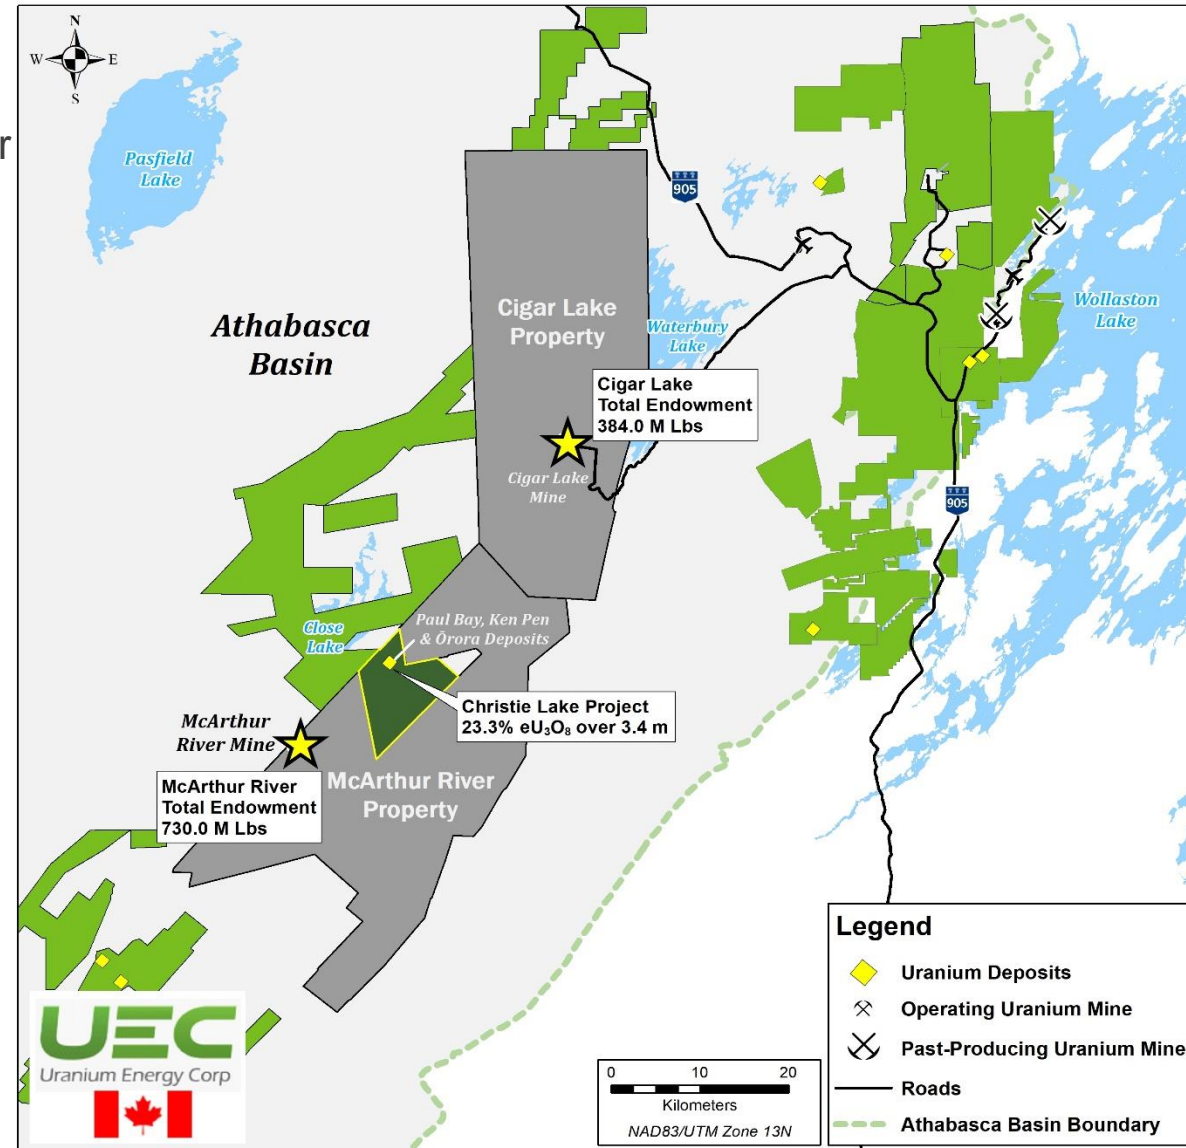 N
W E
S
r
Pasfield
Lake
905
Athabasca
Basin
Cigar Lake
Property
Waterbury
Lake
Wollaston
Lake
Cigar Lake
Total Endowment
384.0 M Lbs
Cigar Lake
Mine
905
Paul Bay, Ken Pen
& Ōrora Deposits
Close
Lake
Christie Lake Project
23.3% eU₃O₈ over 3.4 m
McArthur
River Mine
McArthur River
Property
McArthur River
Total Endowment
730.0 M Lbs
UEC
Uranium Energy Corp
0 10 20
Kilometers
NAD83/UTM Zone 13N
Legend
Uranium Deposits
Operating Uranium Mine
Past-Producing Uranium Mine
Roads
Athabasca Basin Boundary